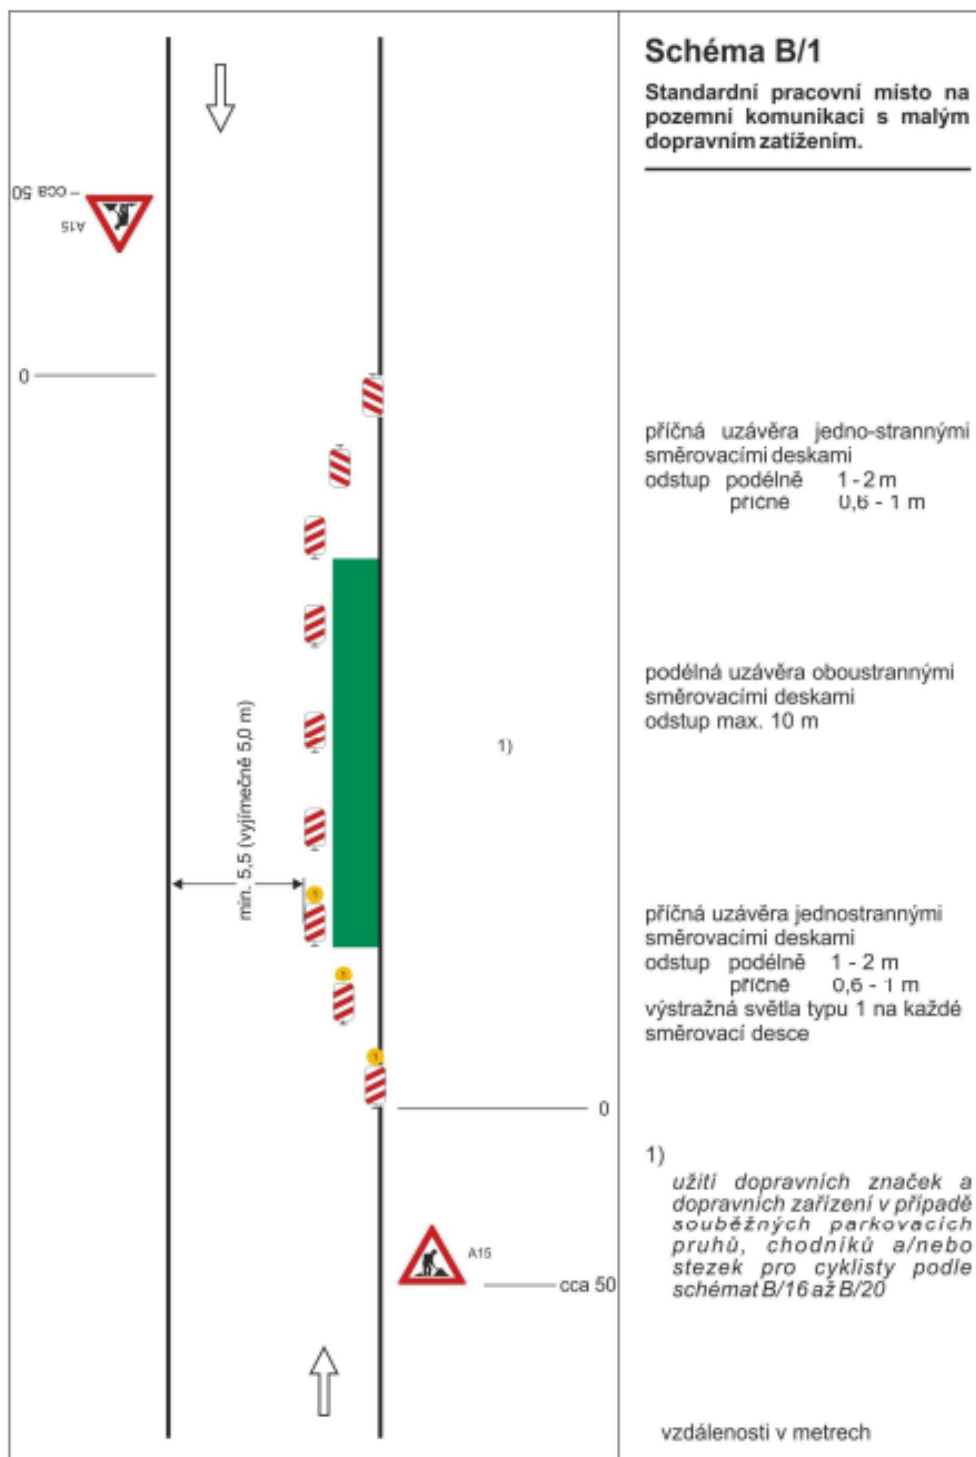 Schéma B/1
Standardní pracovní místo na
pozemní komunikaci s malým
dopravním zatížením.
cca 50
A15
0
příčná uzávěra jedno-strannými
směrovacími deskami
odstup podélně 1 - 2 m
příčně 0,6 - 1 m
podélná uzávěra oboustrannými
směrovacími deskami
odstup max. 10 m
1)
min. 5,5 (vyjímečně 5,0 m)
1
1
1
příčná uzávěra jednostrannými
směrovacími deskami
odstup podélně 1 - 2 m
příčně 0,6 - 1 m
výstražná světla typu 1 na každé
směrovací desce
0
A15
cca 50
1)
užití dopravních značek a
dopravních zařízení v případě
souběžných parkovacích
pruhů, chodníků a/nebo
stezek pro cyklisty podle
schémat B/16 až B/20
vzdálenosti v metrech